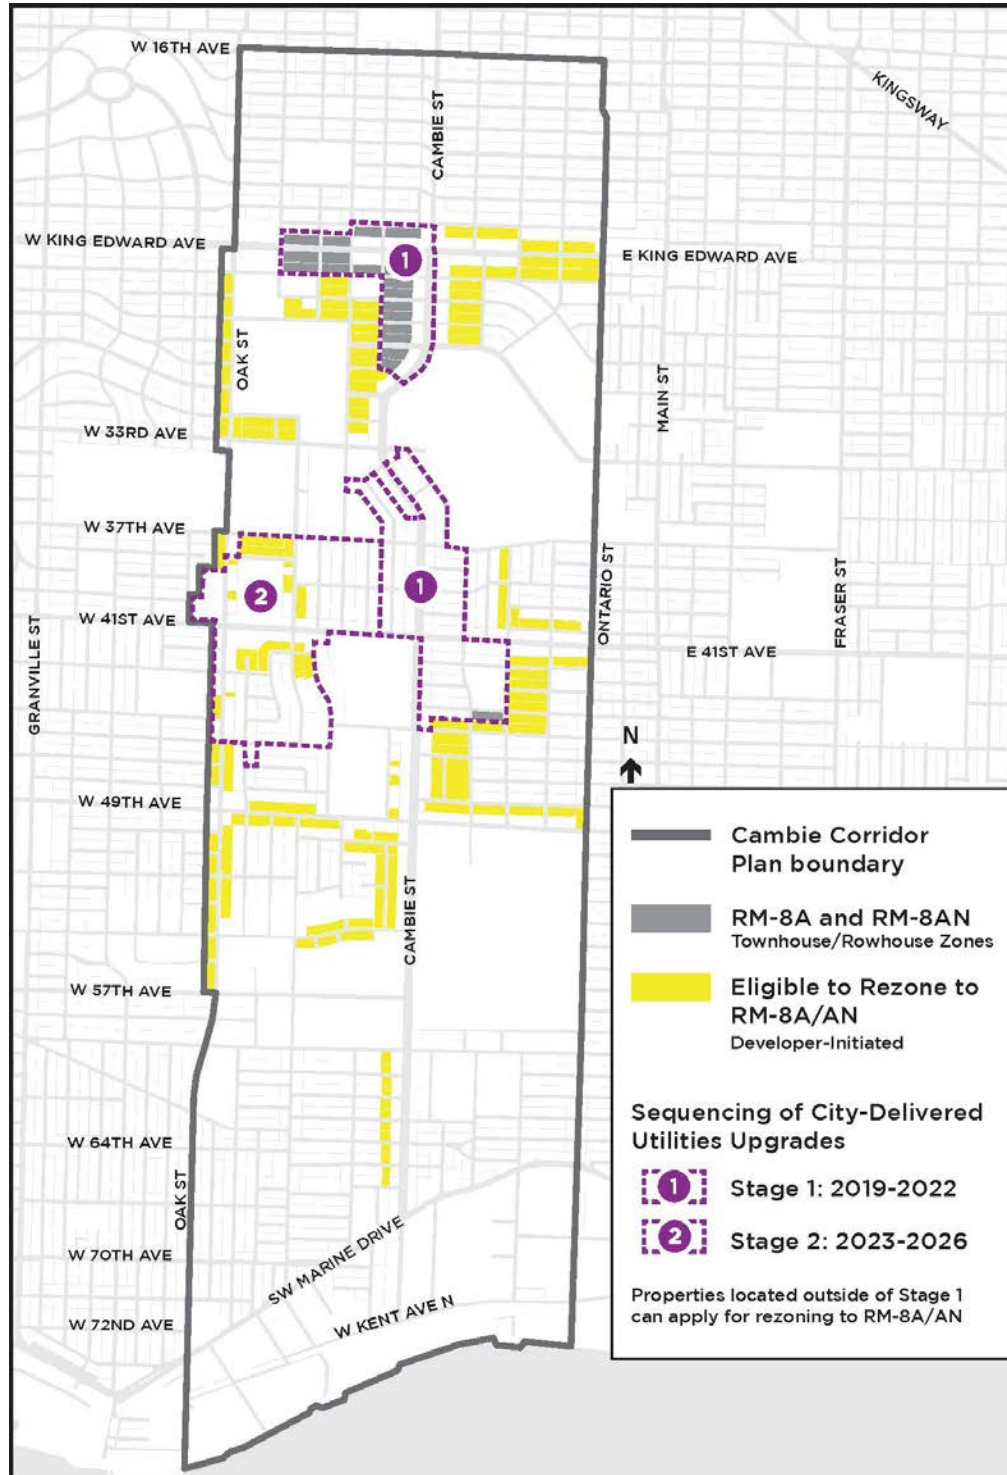 W 16TH AVE
KINGSWAY
CAMBIE ST
W KING EDWARD AVE
E KING EDWARD AVE
1
OAK ST
MAIN ST
W 33RD AVE
W 37TH AVE
ONTARIO ST
FRASER ST
1
2
W 41ST AVE
GRANVILLE ST
E 41ST AVE
N
W 49TH AVE
CAMBIE ST
W 57TH AVE
W 64TH AVE
OAK ST
SW MARINE DRIVE
W 70TH AVE
W KENT AVE N
W 72ND AVE
Cambie Corridor
Plan boundary
RM-8A and RM-8AN
Townhouse/Rowhouse Zones
Eligible to Rezone to
RM-8A/AN
Developer-Initiated
Sequencing of City-Delivered
Utilities Upgrades
1 Stage 1: 2019-2022
2 Stage 2: 2023-2026
Properties located outside of Stage 1
can apply for rezoning to RM-8A/AN